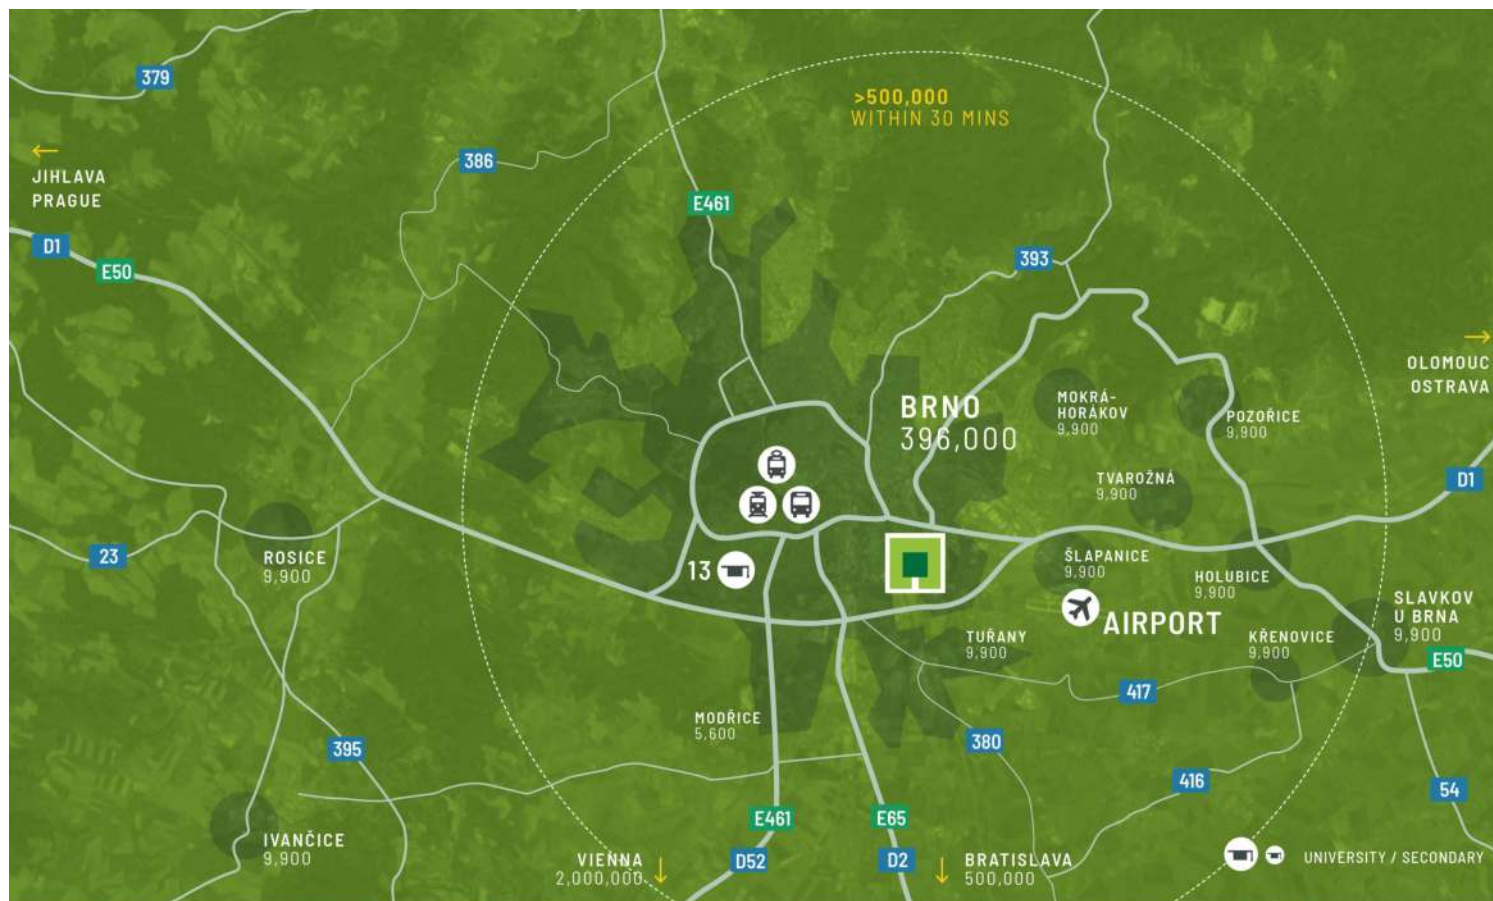 379
>500,000
WITHIN 30 MINS
386
JIHLAVA
PRAGUE
E461
D1
E50
393
OLOMOUC
OSTRAVA
BRNO
396,000
MOKRÁ-
HORÁKOV
9,900
POZOŘICE
9,900
TVAROŽNÁ
9,900
D1
23
ROSICE
9,900
13
ŠLAPANICE
9,900
HOLUBICE
9,900
SLAVKOV
U BRNA
9,900
AIRPORT
TUŘANY
9,900
KŘENOVICE
9,900
E50
417
MODŘICE
5,600
395
380
416
54
E461
E65
IVANČICE
9,900
VIENNA
2,000,000
D52
D2
BRATISLAVA
500,000
UNIVERSITY / SECONDARY